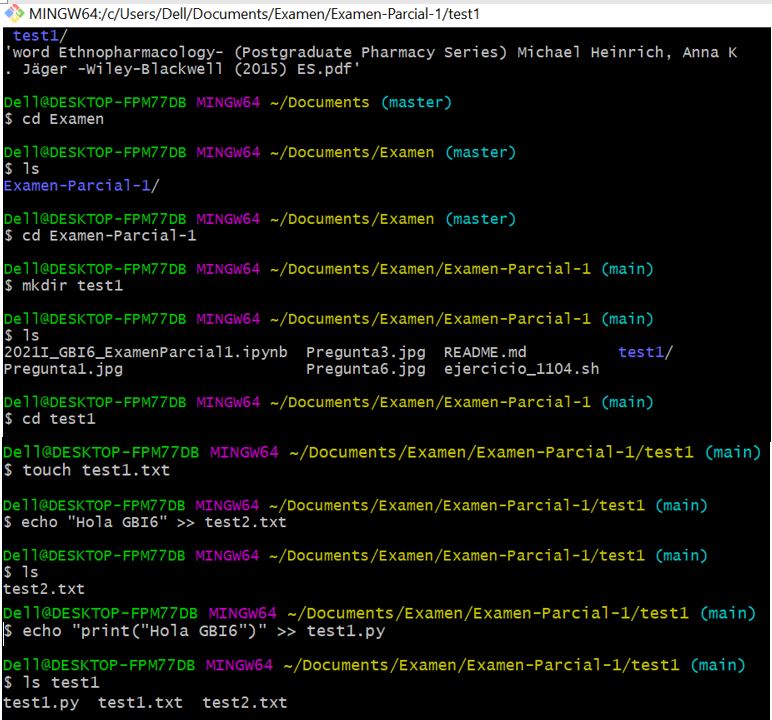 MINGW64:/c/Users/Dell/Documents/Examen/Examen-Parcial-1/test1
test1/
'word Ethnopharmacology- (Postgraduate Pharmacy Series) Michael Heinrich, Anna K
. Jäger -Wiley-Blackwell (2015) ES.pdf'
Dell@DESKTOP-FPM77DB MINGW64 ~/Documents (master)
$ cd Examen
Dell@DESKTOP-FPM77DB MINGW64 ~/Documents/Examen (master)
$ ls
Examen-Parcial-1/
Dell@DESKTOP-FPM77DB MINGW64 ~/Documents/Examen (master)
$ cd Examen-Parcial-1
Dell@DESKTOP-FPM77DB MINGW64 ~/Documents/Examen/Examen-Parcial-1 (main)
$ mkdir test1
Dell@DESKTOP-FPM77DB MINGW64 ~/Documents/Examen/Examen-Parcial-1 (main)
$ ls
2021I_GBI6_ExamenParcial1.ipynb  Pregunta3.jpg  README.md          test1/
Pregunta1.jpg                    Pregunta6.jpg  ejercicio_1104.sh
Dell@DESKTOP-FPM77DB MINGW64 ~/Documents/Examen/Examen-Parcial-1 (main)
$ cd test1
Dell@DESKTOP-FPM77DB MINGW64 ~/Documents/Examen/Examen-Parcial-1/test1 (main)
$ touch test1.txt
Dell@DESKTOP-FPM77DB MINGW64 ~/Documents/Examen/Examen-Parcial-1/test1 (main)
$ echo "Hola GBI6" >> test2.txt
Dell@DESKTOP-FPM77DB MINGW64 ~/Documents/Examen/Examen-Parcial-1/test1 (main)
$ ls
test2.txt
Dell@DESKTOP-FPM77DB MINGW64 ~/Documents/Examen/Examen-Parcial-1/test1 (main)
$ echo "print("Hola GBI6")" >> test1.py
Dell@DESKTOP-FPM77DB MINGW64 ~/Documents/Examen/Examen-Parcial-1/test1 (main)
$ ls test1
test1.py  test1.txt  test2.txt